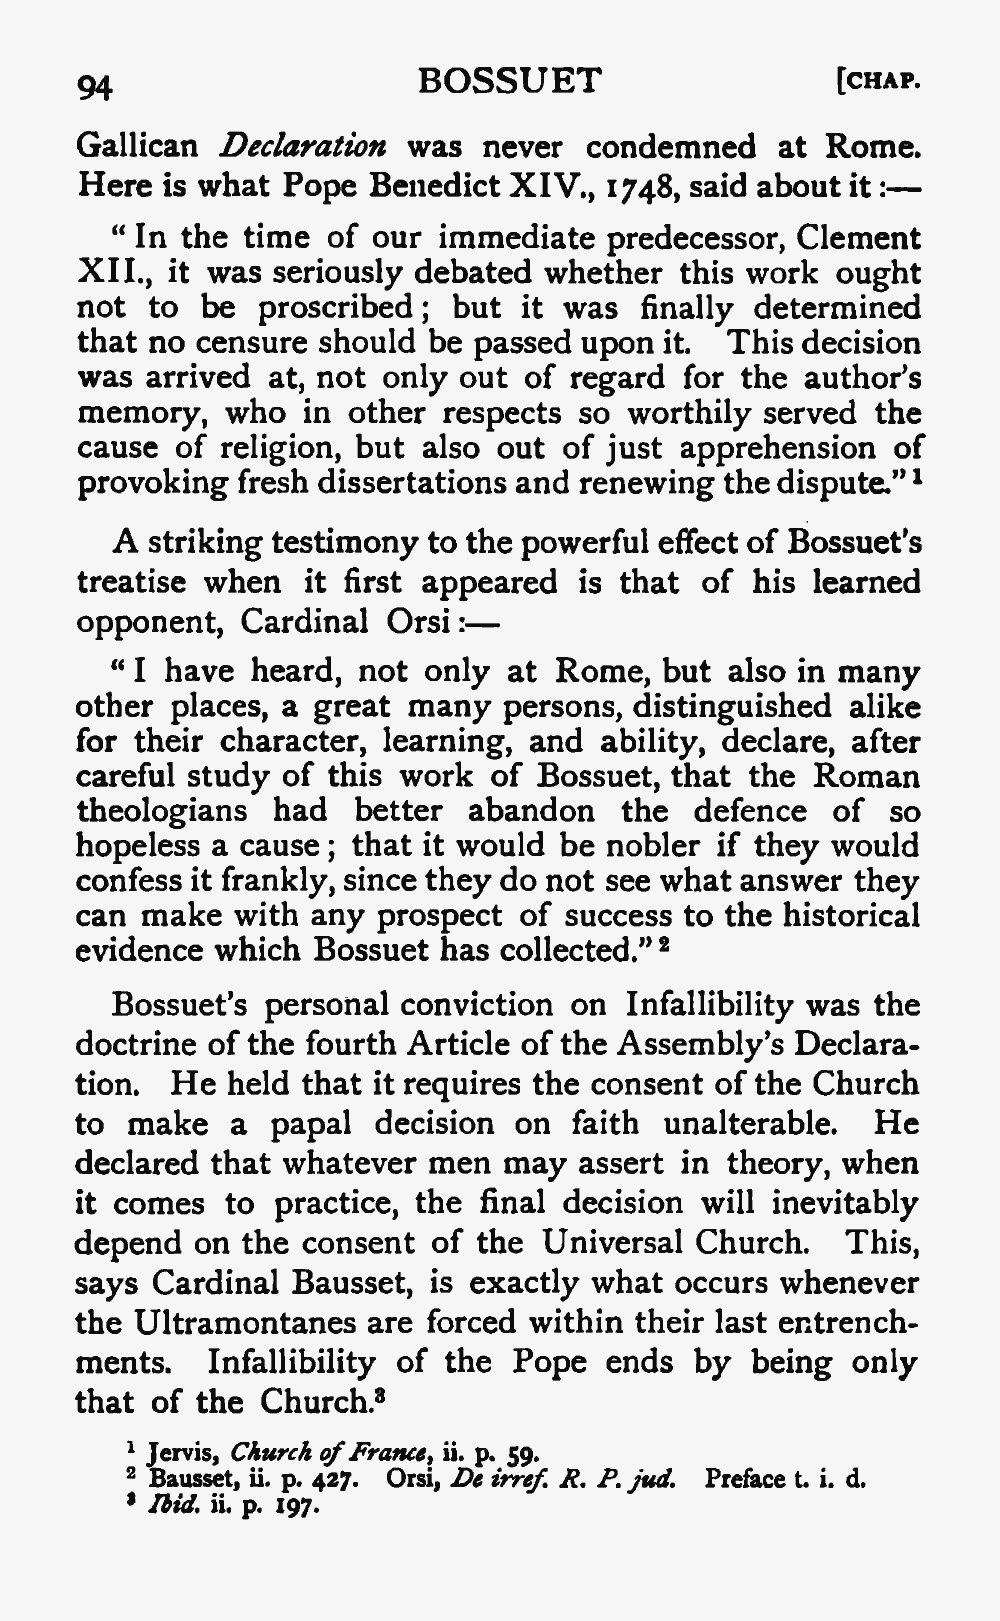 94 BOSSUET [CHAP.
Gallican Declaration was never condemned at Rome.
Here is what Pope Benedict XIV., 1748, said about it :—
“ In the time of our immediate predecessor, Clement
XII., it was seriously debated whether this work ought
not to be proscribed ; but it was finally determined
that no censure should be passed upon it. This decision
was arrived at, not only out of regard for the author’s
memory, who in other respects so worthily served the
cause of religion, but also out of just apprehension of
provoking fresh dissertations and renewing the dispute.” ¹
A striking testimony to the powerful effect of Bossuet’s
treatise when it first appeared is that of his learned
opponent, Cardinal Orsi :—
“ I have heard, not only at Rome, but also in many
other places, a great many persons, distinguished alike
for their character, learning, and ability, declare, after
careful study of this work of Bossuet, that the Roman
theologians had better abandon the defence of so
hopeless a cause ; that it would be nobler if they would
confess it frankly, since they do not see what answer they
can make with any prospect of success to the historical
evidence which Bossuet has collected.” ²
Bossuet’s personal conviction on Infallibility was the
doctrine of the fourth Article of the Assembly’s Declara-
tion. He held that it requires the consent of the Church
to make a papal decision on faith unalterable. He
declared that whatever men may assert in theory, when
it comes to practice, the final decision will inevitably
depend on the consent of the Universal Church. This,
says Cardinal Bausset, is exactly what occurs whenever
the Ultramontanes are forced within their last entrench-
ments. Infallibility of the Pope ends by being only
that of the Church.³
¹ Jervis, Church of France, ii. p. 59.
² Bausset, ii. p. 427. Orsi, De irref. R. P. jud. Preface t. i. d.
³ Ibid. ii. p. 197.